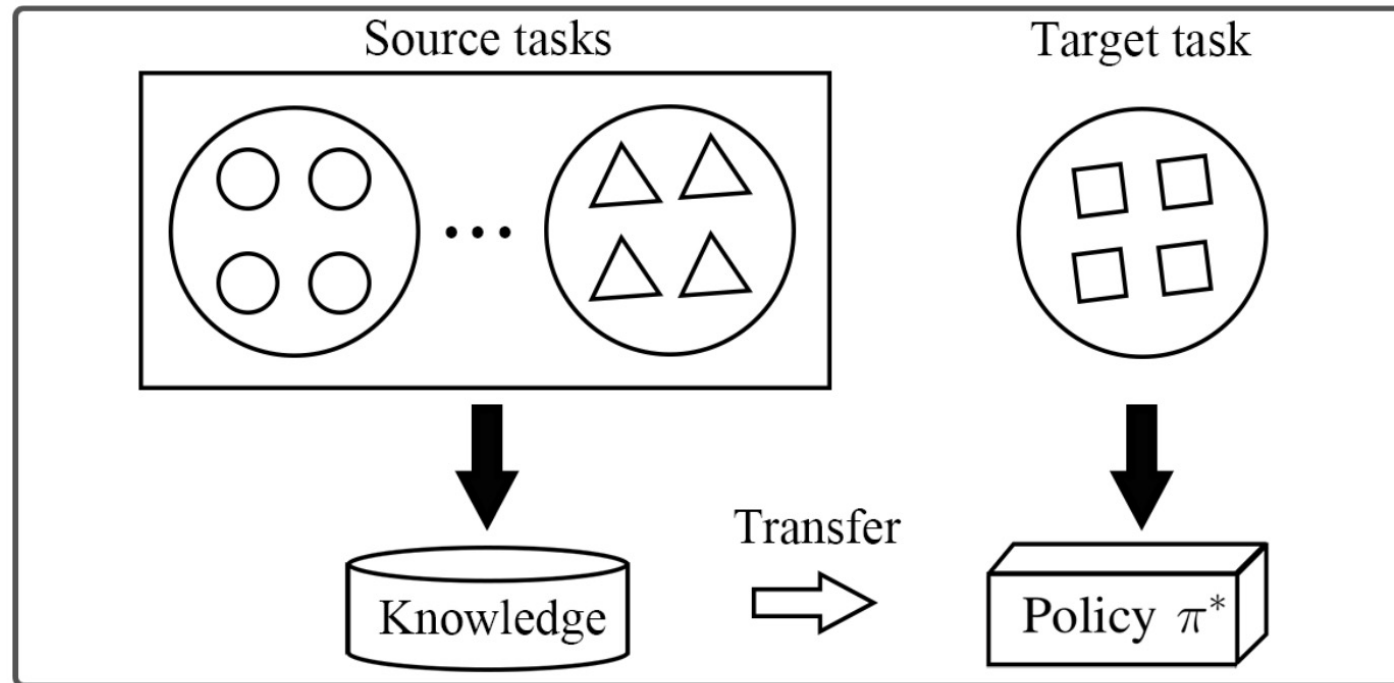 Source tasks
Target task
Transfer
Knowledge
Policy π*